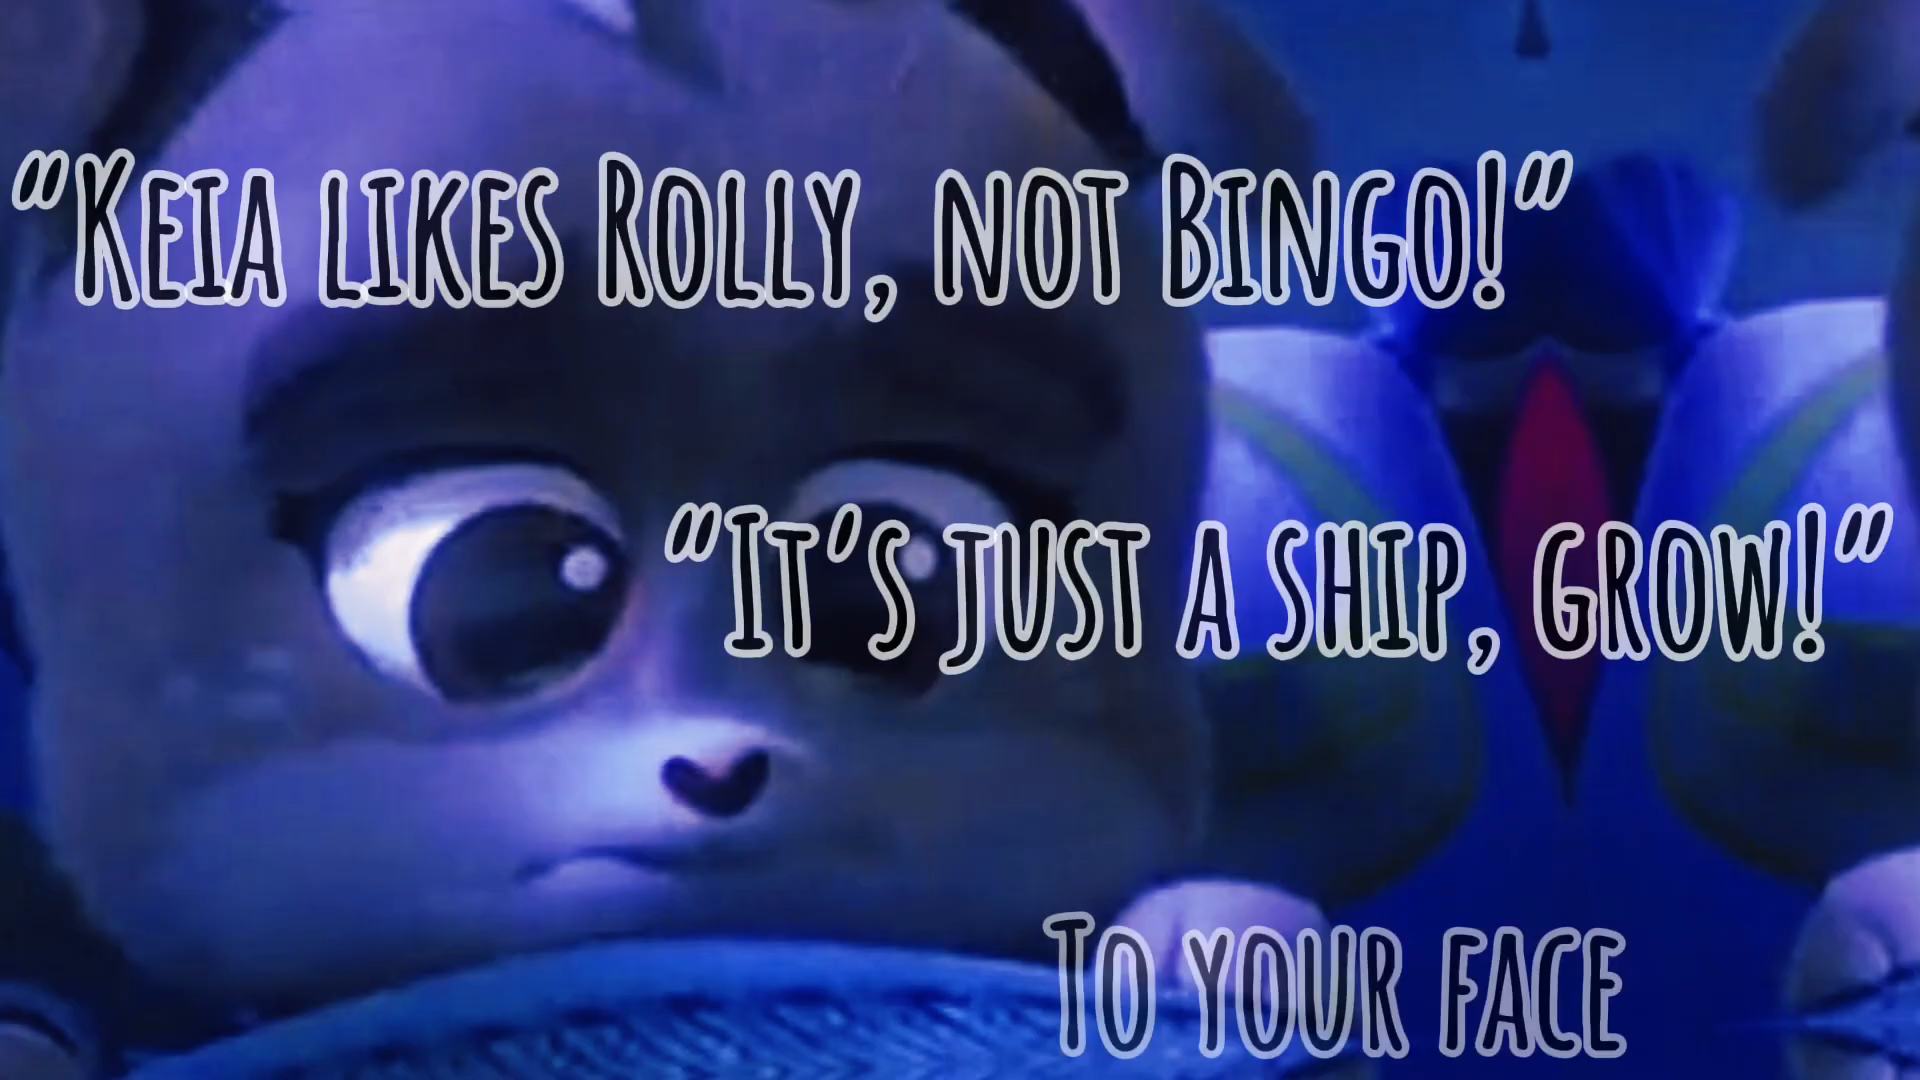 “Keia likes Rolly, not Bingo!”
“It’s just a ship, grow!”
To your face